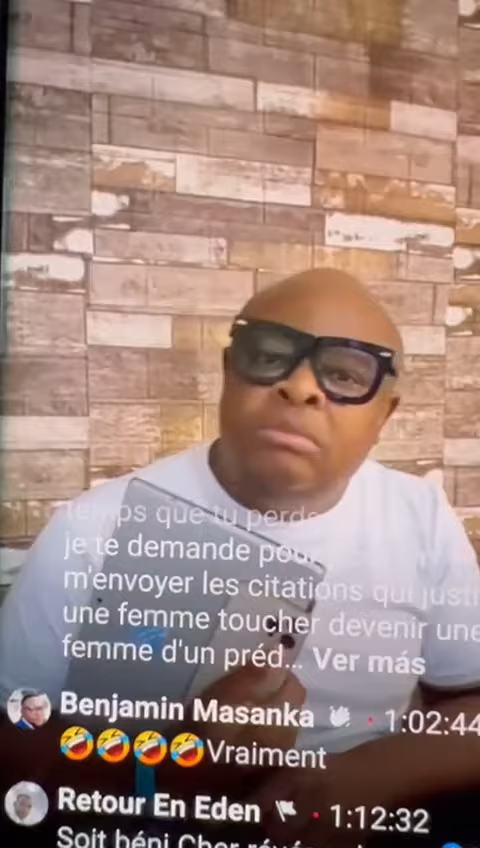 temps que tu perds
je te demande pour
m'envoyer les citations qui justi
une femme toucher devenir une
femme d'un préd... Ver más
Benjamin Masanka · 1:02:44
🤣🤣🤣🤣Vraiment
Retour En Eden · 1:12:32
Soit béni Cher